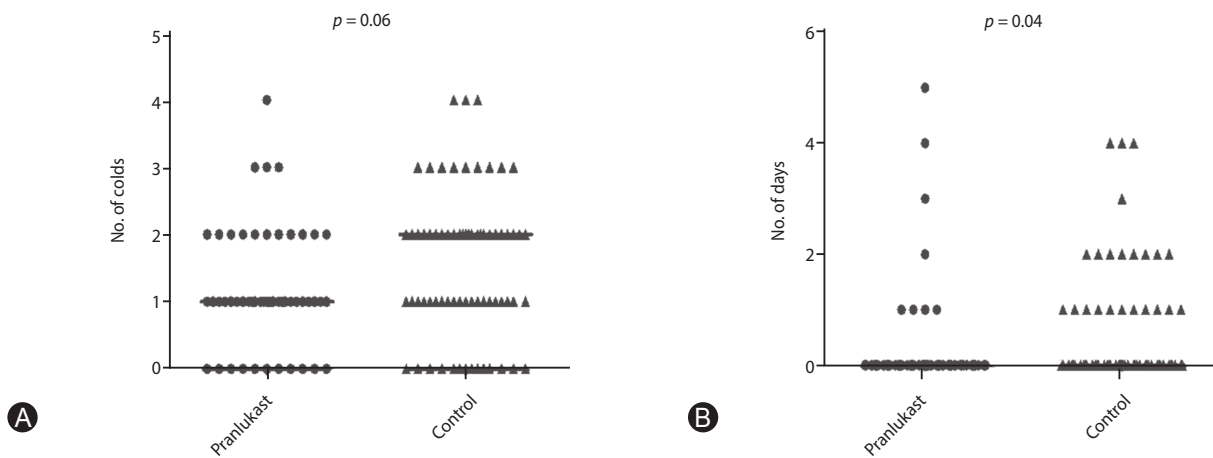 p = 0.06
5
4
3
2
1
0
No. of colds
Pranlukast
Control
A
p = 0.04
6
4
2
0
No. of days
Pranlukast
Control
B